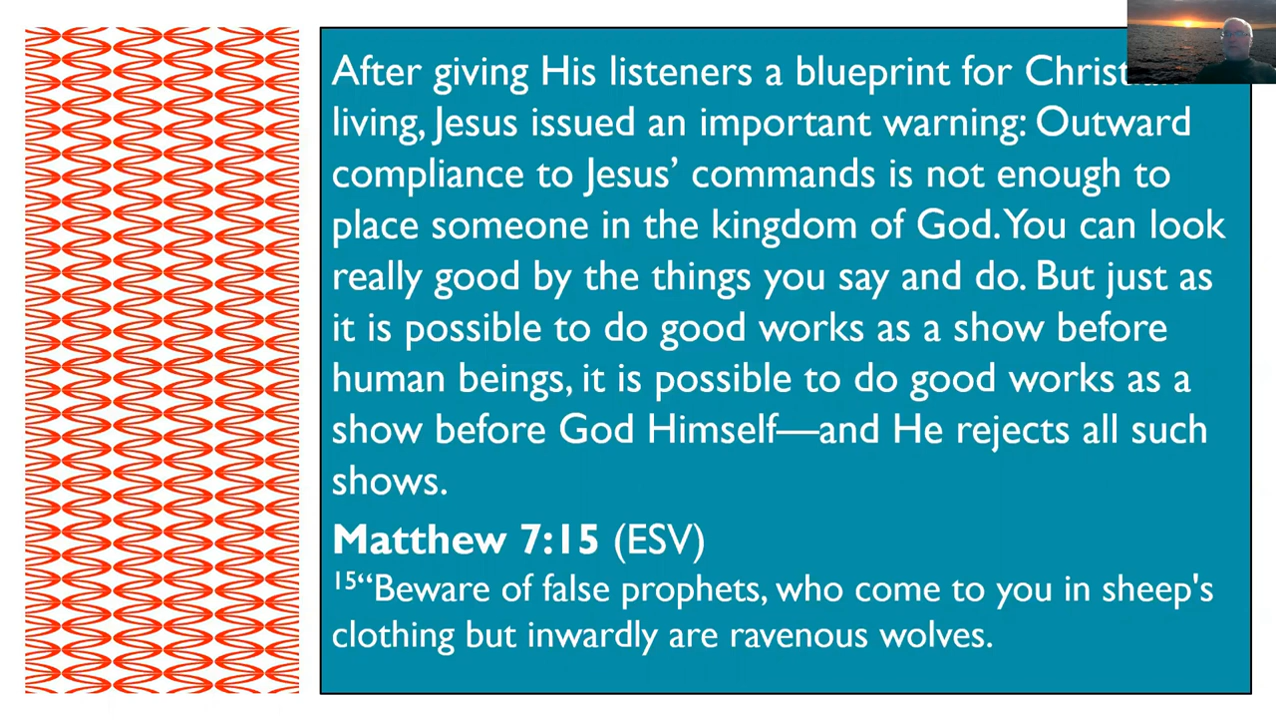 After giving His listeners a blueprint for Christian
living, Jesus issued an important warning: Outward
compliance to Jesus’ commands is not enough to
place someone in the kingdom of God. You can look
really good by the things you say and do. But just as
it is possible to do good works as a show before
human beings, it is possible to do good works as a
show before God Himself—and He rejects all such
shows.
Matthew 7:15 (ESV)
15“Beware of false prophets, who come to you in sheep's
clothing but inwardly are ravenous wolves.